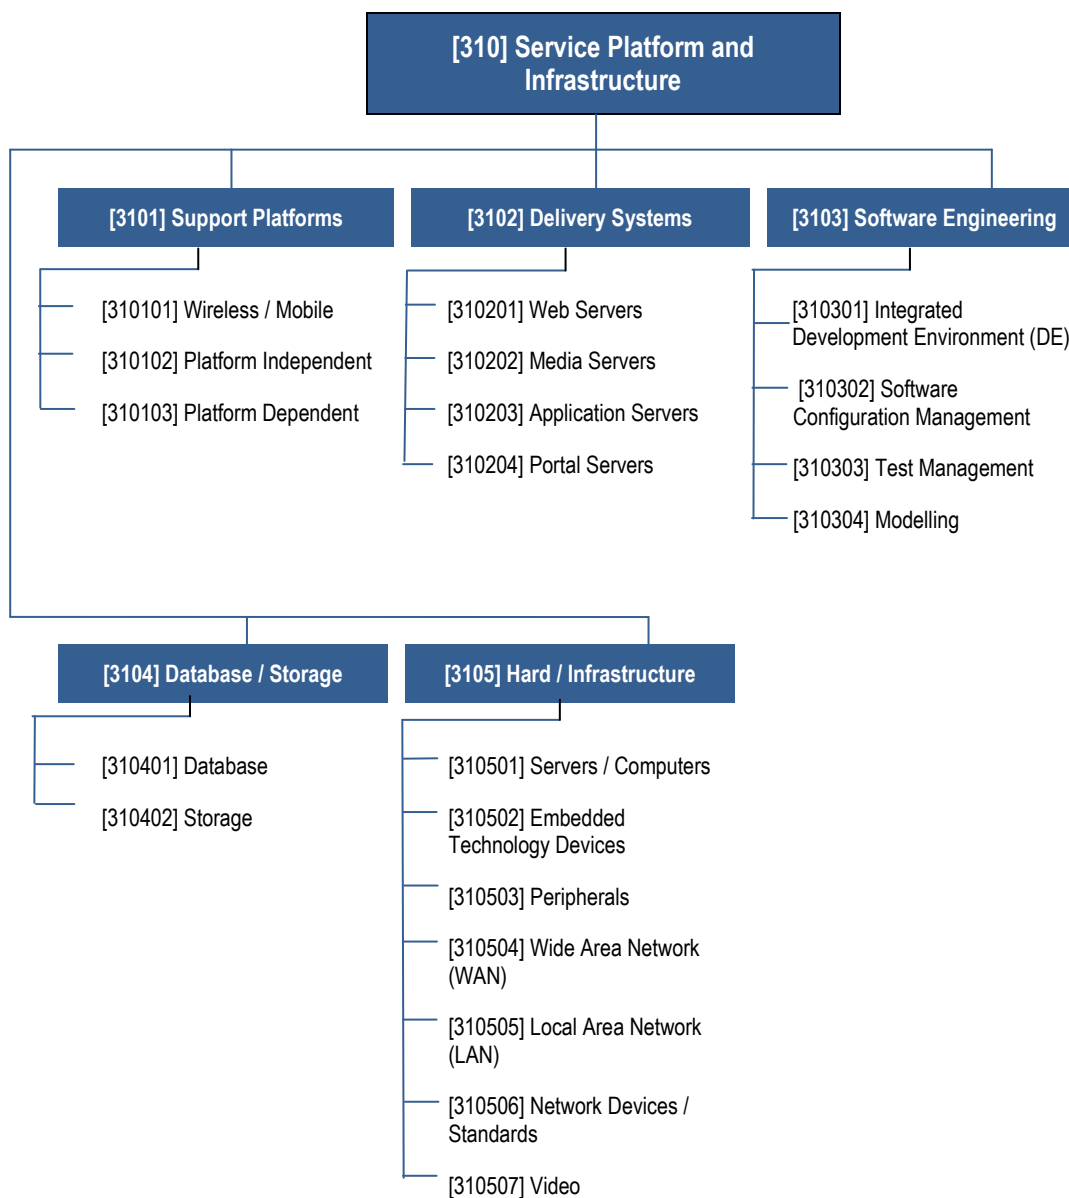 [310] Service Platform and
Infrastructure
[3101] Support Platforms
[310101] Wireless / Mobile
[310102] Platform Independent
[310103] Platform Dependent
[3102] Delivery Systems
[310201] Web Servers
[310202] Media Servers
[310203] Application Servers
[310204] Portal Servers
[3103] Software Engineering
[310301] Integrated
Development Environment (DE)
[310302] Software
Configuration Management
[310303] Test Management
[310304] Modelling
[3104] Database / Storage
[310401] Database
[310402] Storage
[3105] Hard / Infrastructure
[310501] Servers / Computers
[310502] Embedded
Technology Devices
[310503] Peripherals
[310504] Wide Area Network
(WAN)
[310505] Local Area Network
(LAN)
[310506] Network Devices /
Standards
[310507] Video